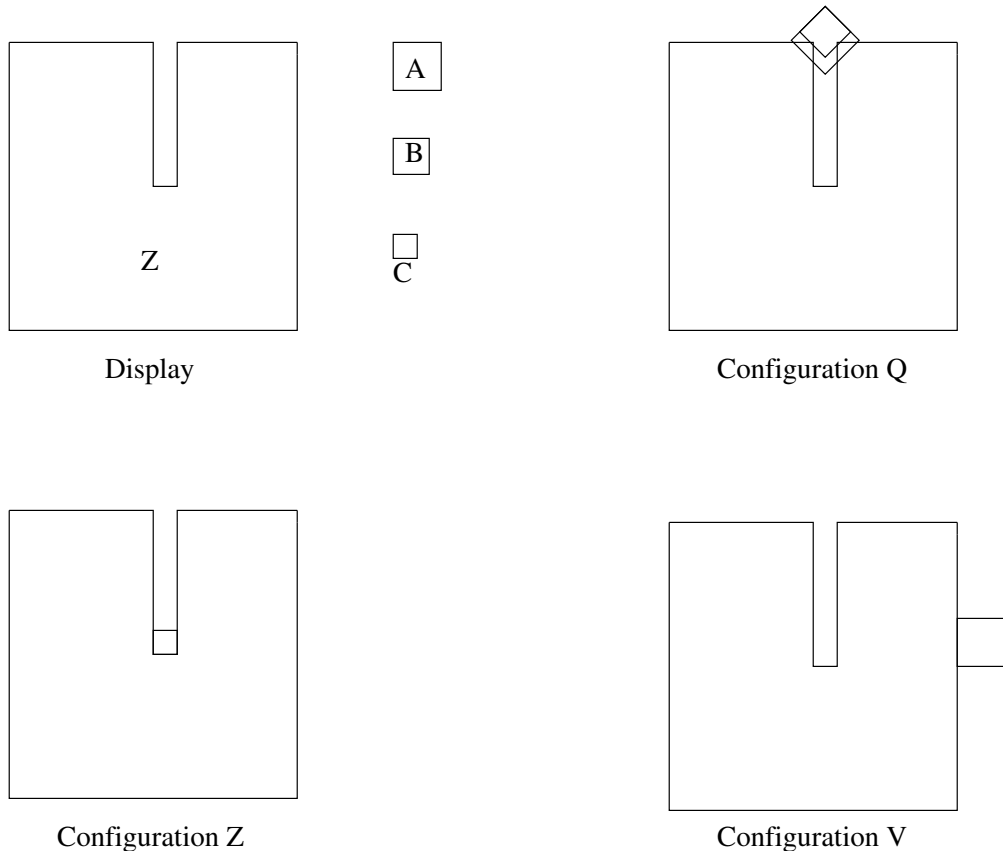 A
B
Z
C
Display
Configuration Q
Configuration Z
Configuration V